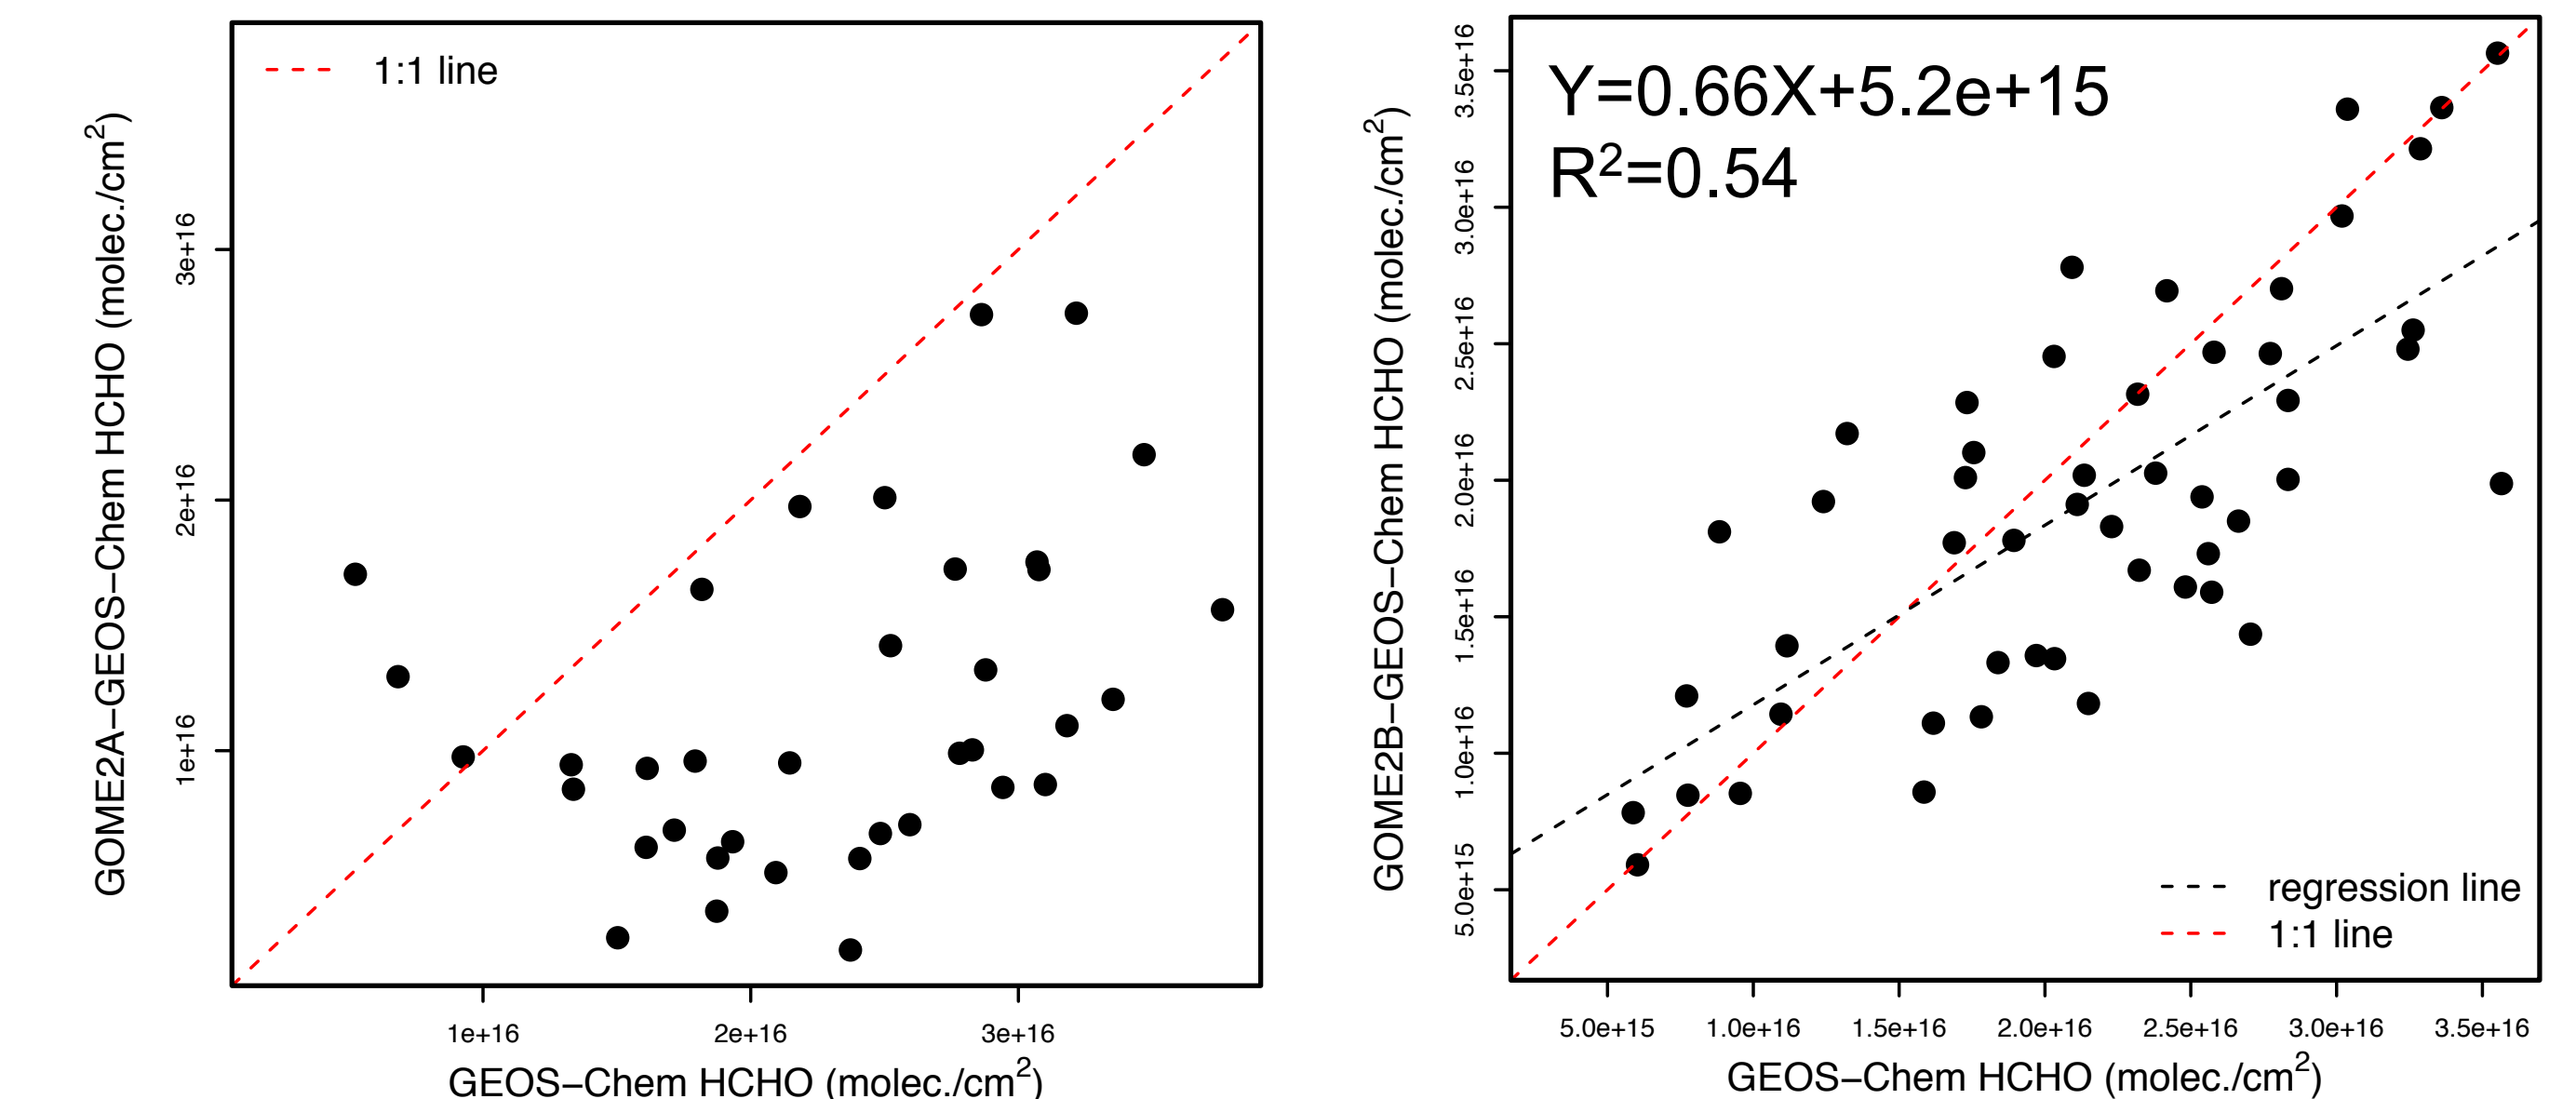 1:1 line
GOME2A−GEOS−Chem HCHO (molec./cm²)
3e+16
2e+16
1e+16
1e+16 2e+16 3e+16
GEOS−Chem HCHO (molec./cm²)
Y=0.66X+5.2e+15
R²=0.54
GOME2B−GEOS−Chem HCHO (molec./cm²)
3.5e+16
3.0e+16
2.5e+16
2.0e+16
1.5e+16
1.0e+16
5.0e+15
regression line
1:1 line
5.0e+15 1.0e+16 1.5e+16 2.0e+16 2.5e+16 3.0e+16 3.5e+16
GEOS−Chem HCHO (molec./cm²)